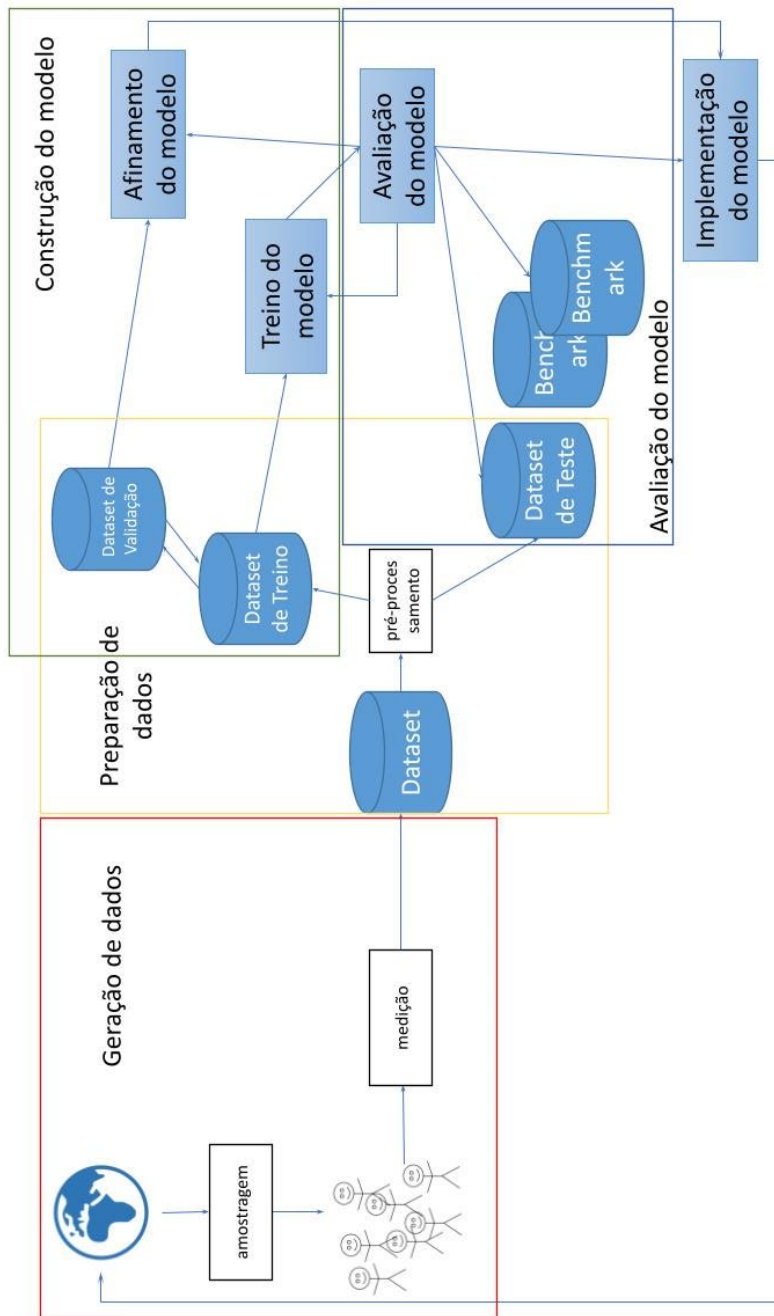 Geração de dados
amostragem
medição
Preparação de
dados
Dataset
pré-proces
samento
Dataset de
Validação
Dataset
de Treino
Dataset
de Teste
Construção do modelo
Treino do
modelo
Afinamento
do modelo
Avaliação
do modelo
Benchm
ark
Benchm
ark
Avaliação do modelo
Implementação
do modelo